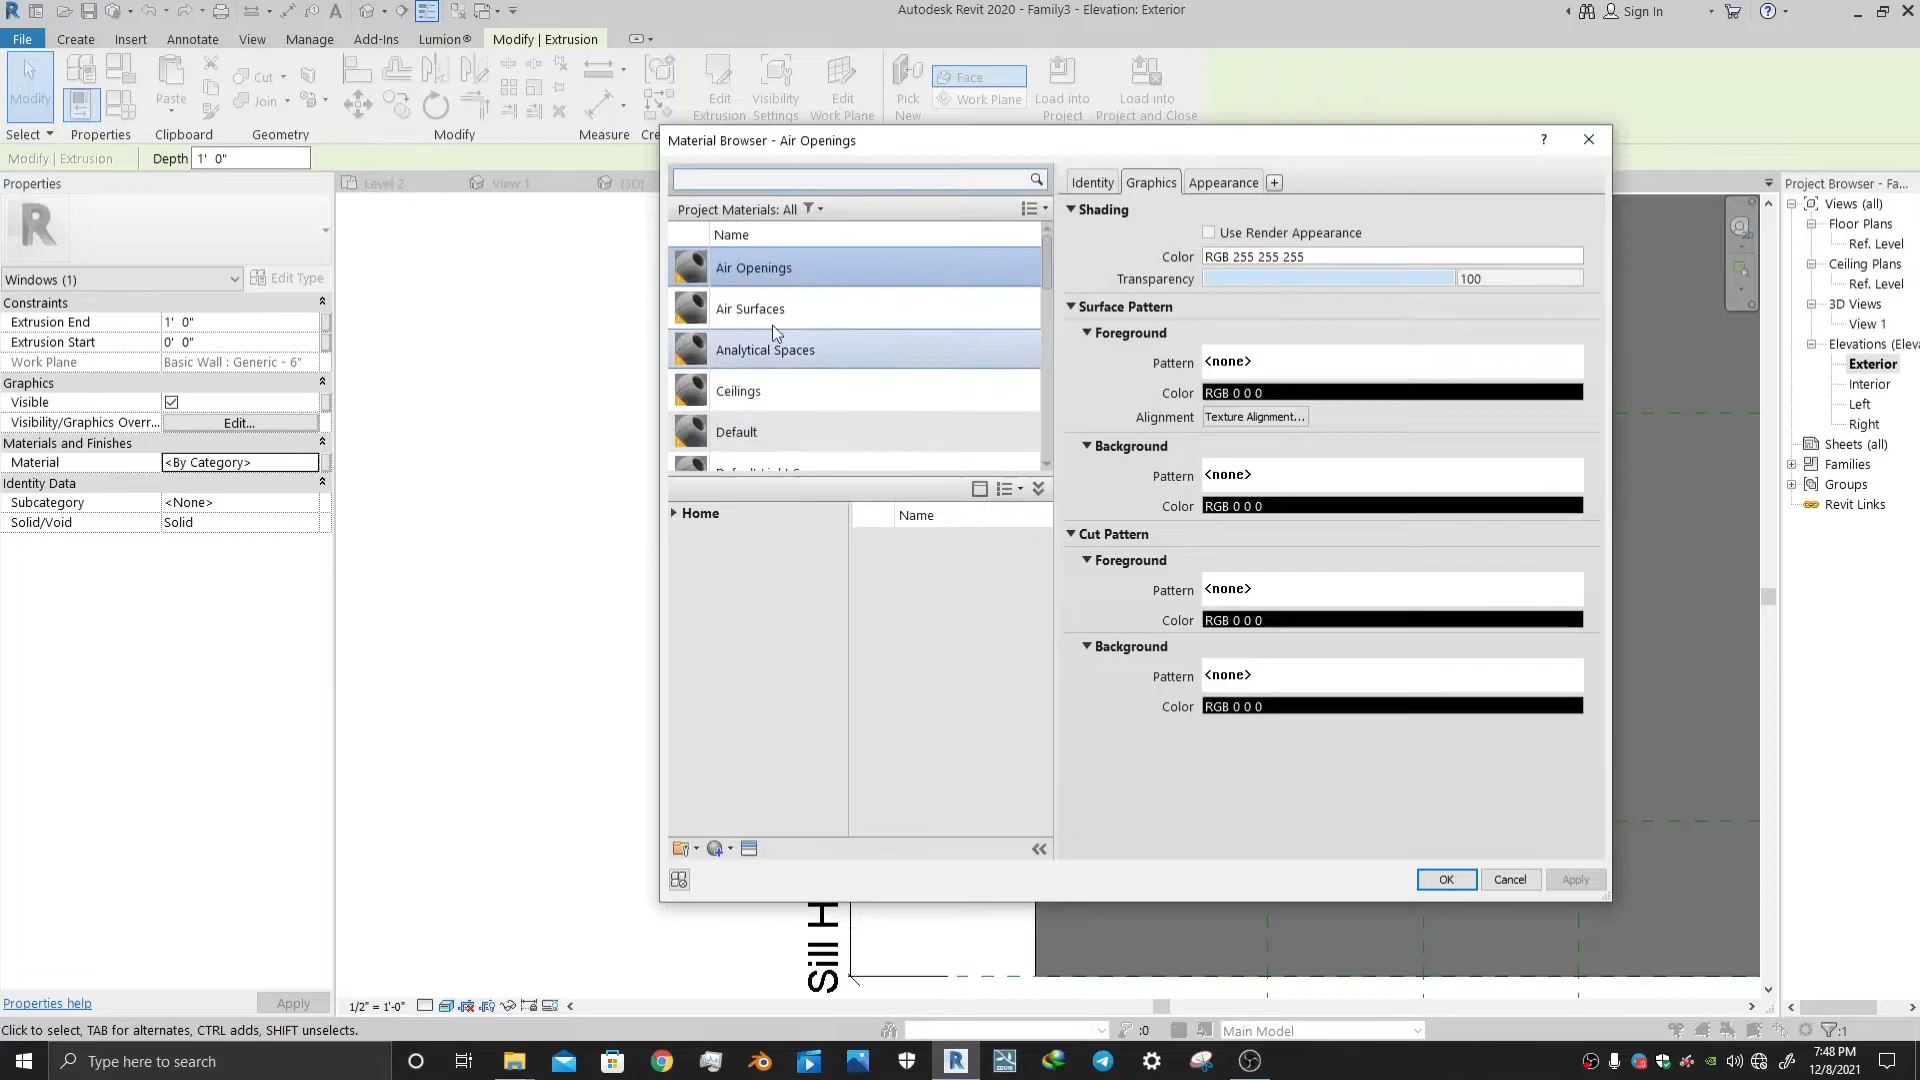 Autodesk Revit 2020 - Family3 - Elevation: Exterior
Sign In
File Create Insert Annotate View Manage Add-Ins Lumion® Modify | Extrusion
Modify
Paste
Cut
Join
Edit Extrusion
Visibility Settings
Edit Work Plane
Pick New
Face
Work Plane
Load into Project
Load into Project and Close
Select Properties Clipboard Geometry Modify Measure Cre
Modify | Extrusion Depth 1' 0"
Properties
Level 2 View 1 {3D}
Windows (1) Edit Type
Constraints
Extrusion End 1' 0"
Extrusion Start 0' 0"
Work Plane Basic Wall : Generic - 6"
Graphics
Visible
Visibility/Graphics Overr... Edit...
Materials and Finishes
Material <By Category>
Identity Data
Subcategory <None>
Solid/Void Solid
Properties help Apply
Material Browser - Air Openings
?
Project Materials: All
Name
Air Openings
Air Surfaces
Analytical Spaces
Ceilings
Default
Home
Name
Identity Graphics Appearance
Shading
Use Render Appearance
Color RGB 255 255 255
Transparency 100
Surface Pattern
Foreground
Pattern <none>
Color RGB 0 0 0
Alignment Texture Alignment...
Background
Pattern <none>
Color RGB 0 0 0
Cut Pattern
Foreground
Pattern <none>
Color RGB 0 0 0
Background
Pattern <none>
Color RGB 0 0 0
OK Cancel Apply
Project Browser - Fa...
Views (all)
Floor Plans
Ref. Level
Ceiling Plans
Ref. Level
3D Views
View 1
Elevations (Eleva
Exterior
Interior
Left
Right
Sheets (all)
Families
Groups
Revit Links
Sill H
1/2" = 1'-0"
Click to select, TAB for alternates, CTRL adds, SHIFT unselects.
:0
Main Model
:1
Type here to search
7:48 PM
12/8/2021